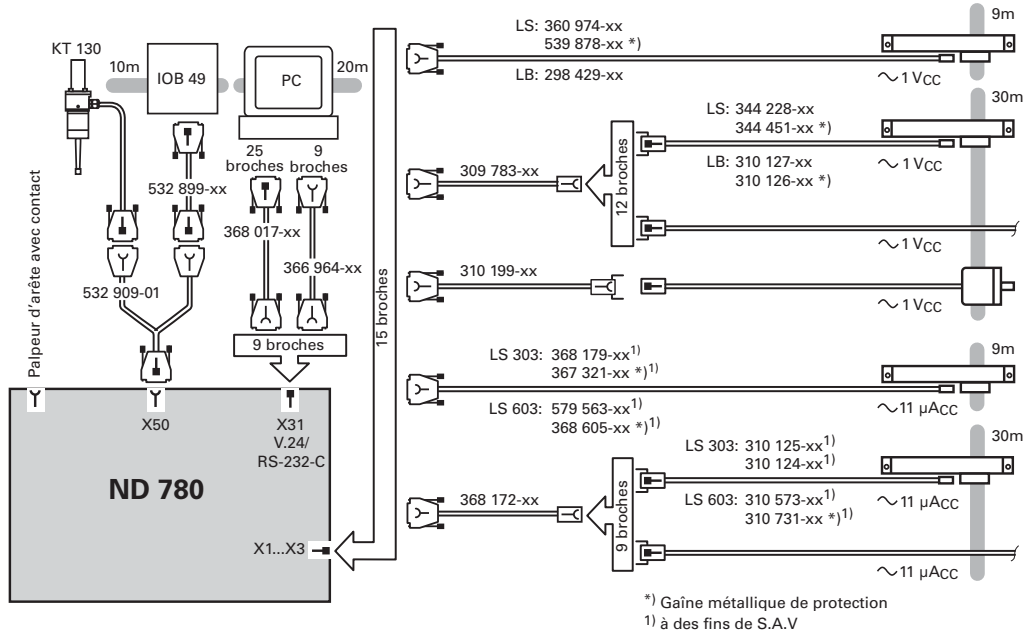 KT 130
10m
IOB 49
PC
20m
25
broches
9
broches
532 899-xx
368 017-xx
366 964-xx
532 909-01
9 broches
Palpeur d'arête avec contact
X50
X31
V.24/
RS-232-C
ND 780
X1...X3
15 broches
LS: 360 974-xx
539 878-xx *)
LB: 298 429-xx
9m
~ 1 VCC
30m
LS: 344 228-xx
344 451-xx *)
LB: 310 127-xx
310 126-xx *)
~ 1 VCC
309 783-xx
12 broches
~ 1 VCC
310 199-xx
~ 1 VCC
LS 303: 368 179-xx1)
367 321-xx *)1)
LS 603: 579 563-xx1)
368 605-xx *)1)
9m
~ 11 µACC
30m
LS 303: 310 125-xx1)
310 124-xx1)
LS 603: 310 573-xx1)
310 731-xx *)1)
~ 11 µACC
368 172-xx
9 broches
~ 11 µACC
*) Gaîne métallique de protection
1) à des fins de S.A.V